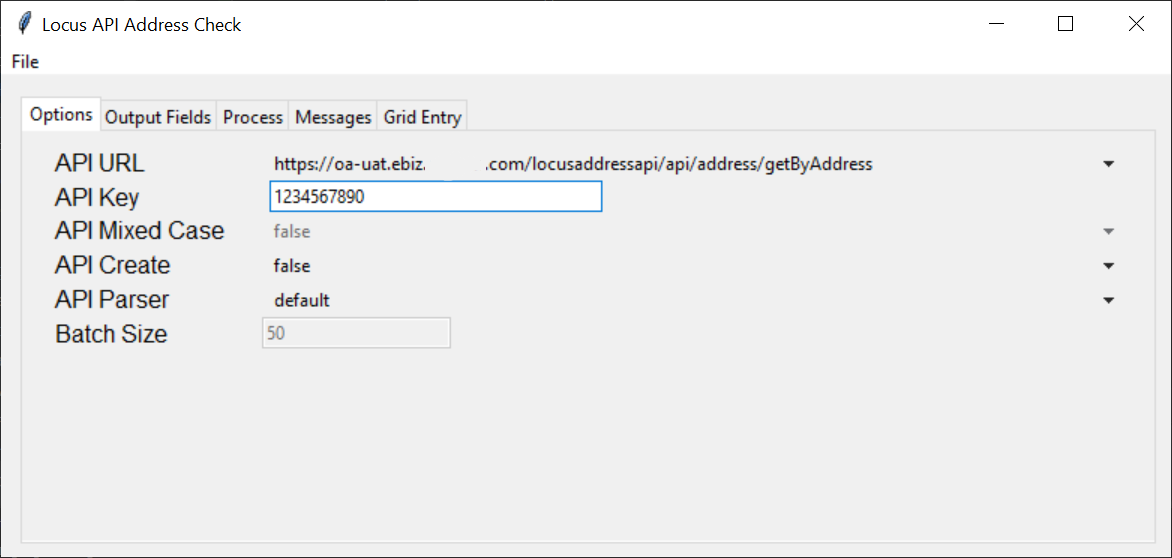 Locus API Address Check
File
Options Output Fields Process Messages Grid Entry
API URL https://oa-uat.ebiz. .com/locusaddressapi/api/address/getByAddress
API Key 1234567890
API Mixed Case false
API Create false
API Parser default
Batch Size 50